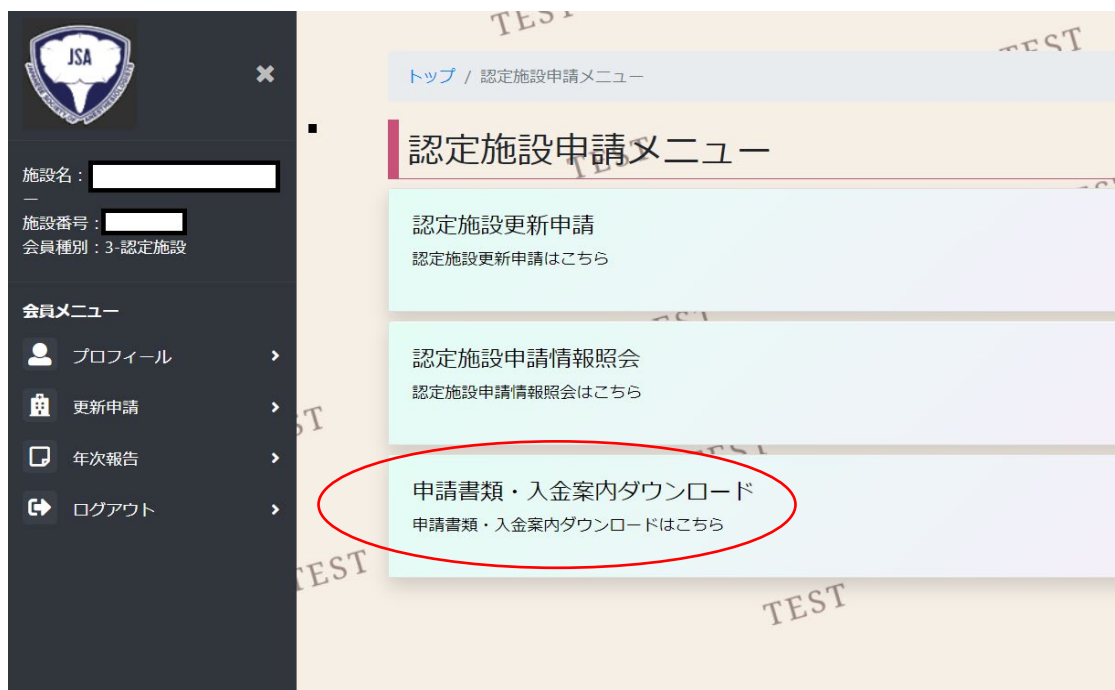 JSA
JAPANESE SOCIETY OF ANESTHESIOLOGISTS
施設名：
施設番号：
会員種別：3-認定施設
会員メニュー
プロフィール
更新申請
年次報告
ログアウト
TEST
TEST
トップ / 認定施設申請メニュー
認定施設申請メニュー
TEST
認定施設更新申請
認定施設更新申請はこちら
認定施設申請情報照会
認定施設申請情報照会はこちら
申請書類・入金案内ダウンロード
申請書類・入金案内ダウンロードはこちら
TEST
TEST